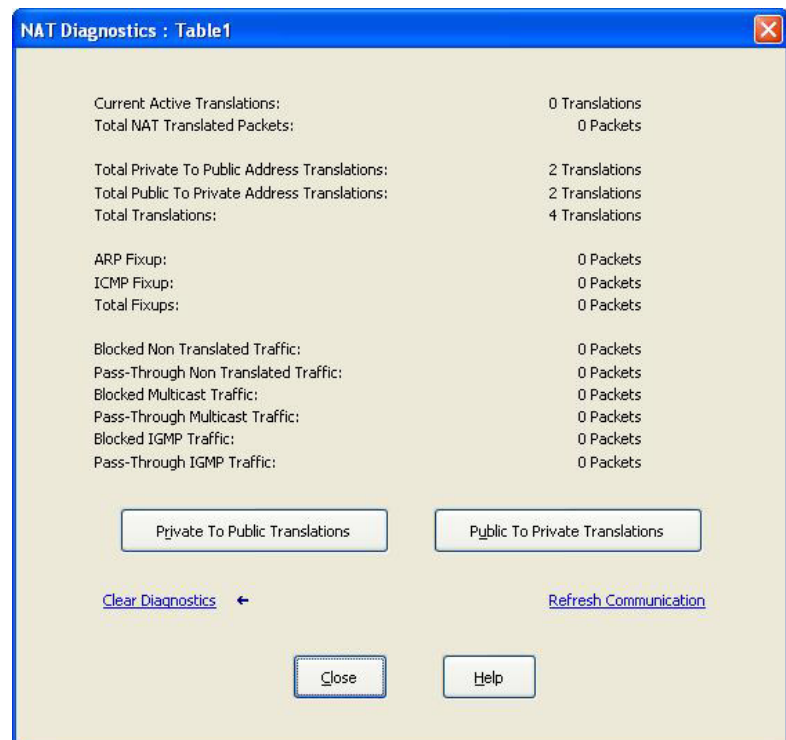 NAT Diagnostics : Table1
Current Active Translations: 0 Translations
Total NAT Translated Packets: 0 Packets
Total Private To Public Address Translations: 2 Translations
Total Public To Private Address Translations: 2 Translations
Total Translations: 4 Translations
ARP Fixup: 0 Packets
ICMP Fixup: 0 Packets
Total Fixups: 0 Packets
Blocked Non Translated Traffic: 0 Packets
Pass-Through Non Translated Traffic: 0 Packets
Blocked Multicast Traffic: 0 Packets
Pass-Through Multicast Traffic: 0 Packets
Blocked IGMP Traffic: 0 Packets
Pass-Through IGMP Traffic: 0 Packets
Private To Public Translations Public To Private Translations
Clear Diagnostics ← Refresh Communication
Close Help